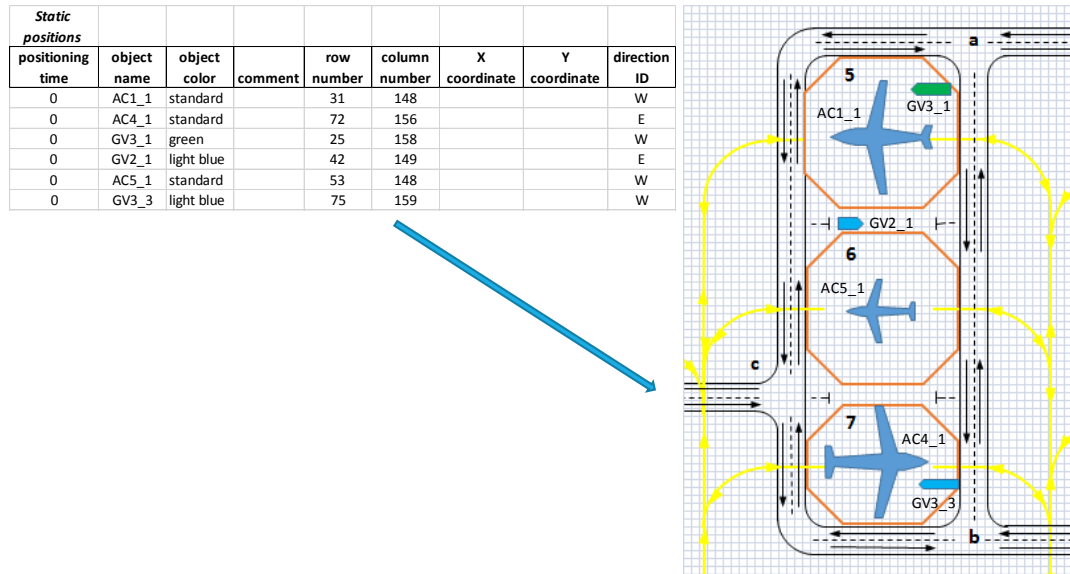 Static
positions
positioning time object name object color comment row number column number X coordinate Y coordinate direction ID
0 AC1_1 standard 31 148 W
0 AC4_1 standard 72 156 E
0 GV3_1 green 25 158 W
0 GV2_1 light blue 42 149 E
0 AC5_1 standard 53 148 W
0 GV3_3 light blue 75 159 W
a
5
AC1_1
GV3_1
GV2_1
6
AC5_1
c
7
AC4_1
GV3_3
b